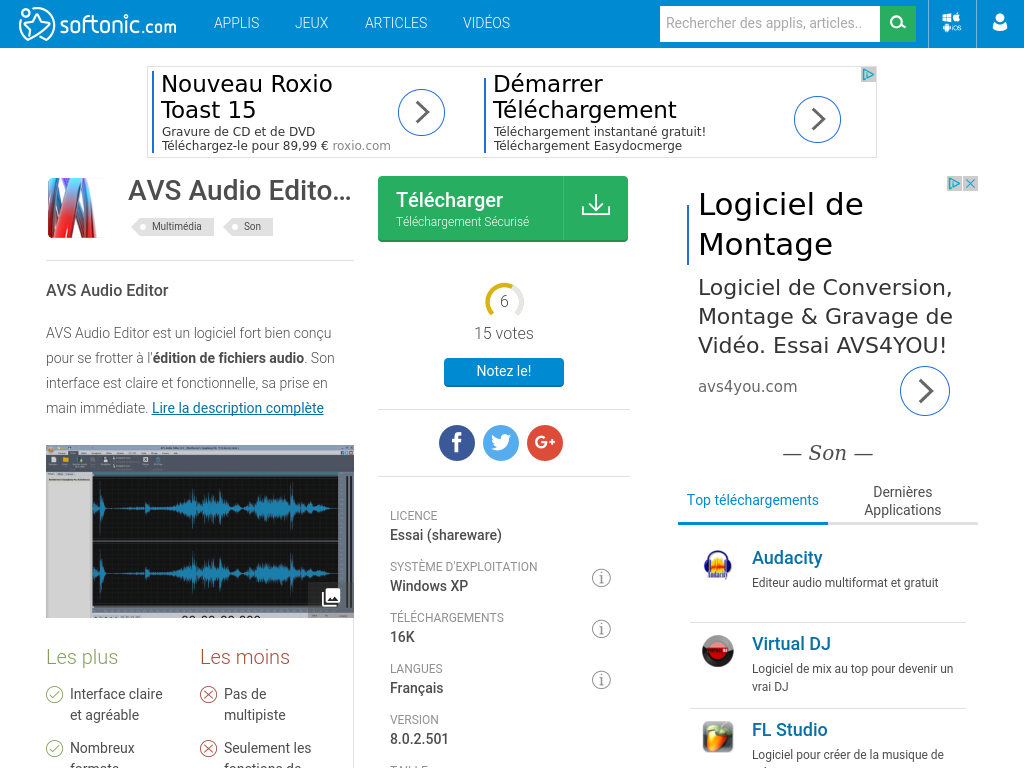 softonic.com
APPLIS
JEUX
ARTICLES
VIDÉOS
Rechercher des applis, articles..
iOS
Nouveau Roxio
Toast 15
Gravure de CD et de DVD
Téléchargez-le pour 89,99 € roxio.com
Démarrer
Téléchargement
Téléchargement instantané gratuit!
Téléchargement Easydocmerge
AVS Audio Edito...
Multimédia
Son
AVS Audio Editor
AVS Audio Editor est un logiciel fort bien conçu
pour se frotter à l'édition de fichiers audio. Son
interface est claire et fonctionnelle, sa prise en
main immédiate. Lire la description complète
Les plus
Interface claire
et agréable
Nombreux
formats
Les moins
Pas de
multipiste
Seulement les
fonctions de
Télécharger
Téléchargement Sécurisé
6
15 votes
Notez le!
LICENCE
Essai (shareware)
SYSTÈME D'EXPLOITATION
Windows XP
TÉLÉCHARGEMENTS
16K
LANGUES
Français
VERSION
8.0.2.501
TAILLE
Logiciel de
Montage
Logiciel de Conversion,
Montage & Gravage de
Vidéo. Essai AVS4YOU!
avs4you.com
— Son —
Top téléchargements
Dernières
Applications
Audacity
Editeur audio multiformat et gratuit
Virtual DJ
Logiciel de mix au top pour devenir un
vrai DJ
FL Studio
Logiciel pour créer de la musique de